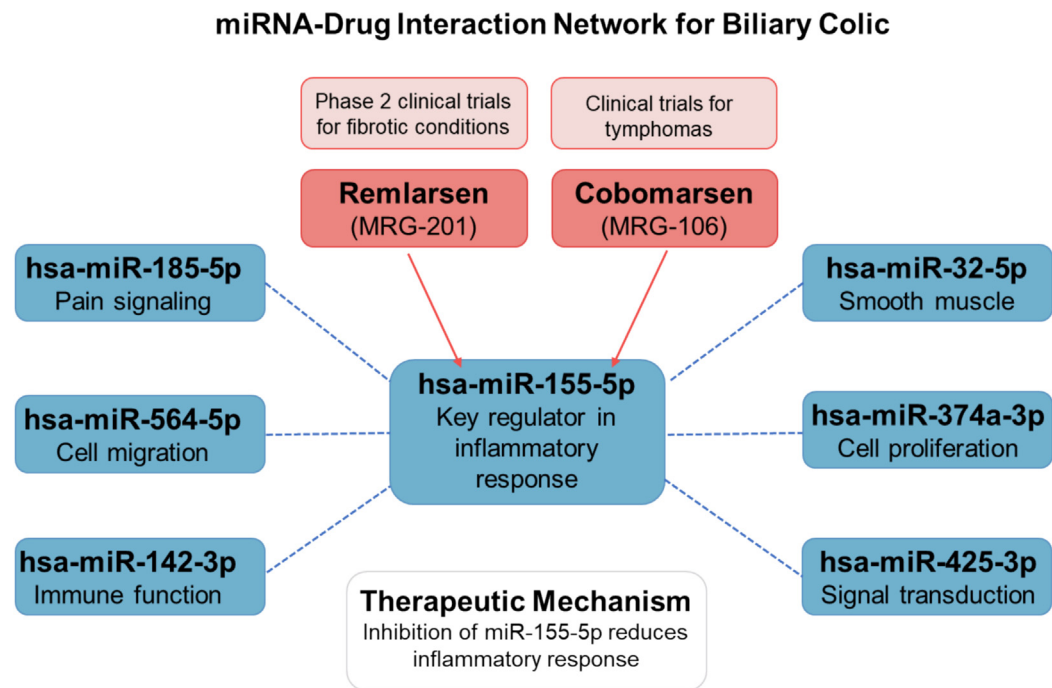 miRNA-Drug Interaction Network for Biliary Colic
Phase 2 clinical trials
for fibrotic conditions
Clinical trials for
tymphomas
Remlarsen
(MRG-201)
Cobomarsen
(MRG-106)
hsa-miR-185-5p
Pain signaling
hsa-miR-32-5p
Smooth muscle
hsa-miR-155-5p
Key regulator in
inflammatory
response
hsa-miR-564-5p
Cell migration
hsa-miR-374a-3p
Cell proliferation
hsa-miR-142-3p
Immune function
hsa-miR-425-3p
Signal transduction
Therapeutic Mechanism
Inhibition of miR-155-5p reduces
inflammatory response